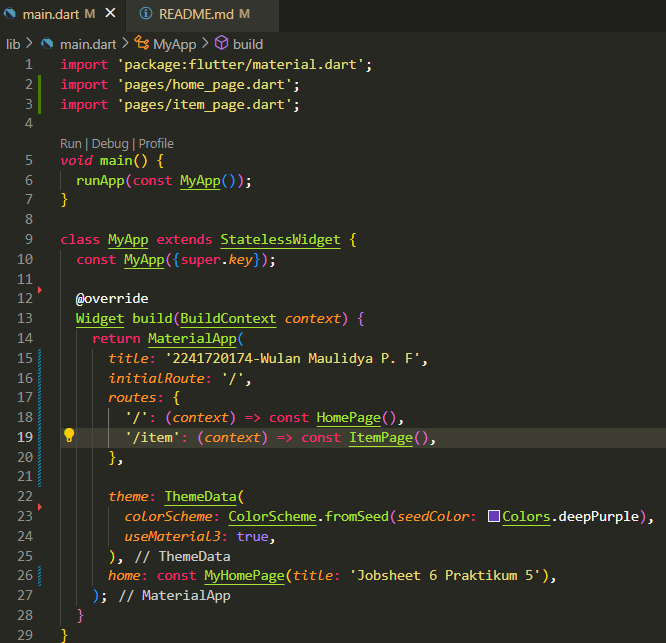 main.dart M × README.md M
lib > main.dart > MyApp > build
1 import 'package:flutter/material.dart';
2 import 'pages/home_page.dart';
3 import 'pages/item_page.dart';
4
Run | Debug | Profile
5 void main() {
6   runApp(const MyApp());
7 }
8
9 class MyApp extends StatelessWidget {
10   const MyApp({super.key});
11
12   @override
13   Widget build(BuildContext context) {
14     return MaterialApp(
15       title: '2241720174-Wulan Maulidya P. F',
16       initialRoute: '/',
17       routes: {
18         '/': (context) => const HomePage(),
19         '/item': (context) => const ItemPage(),
20       },
21
22       theme: ThemeData(
23         colorScheme: ColorScheme.fromSeed(seedColor: Colors.deepPurple),
24         useMaterial3: true,
25       ), // ThemeData
26       home: const MyHomePage(title: 'Jobsheet 6 Praktikum 5'),
27     ); // MaterialApp
28   }
29 }